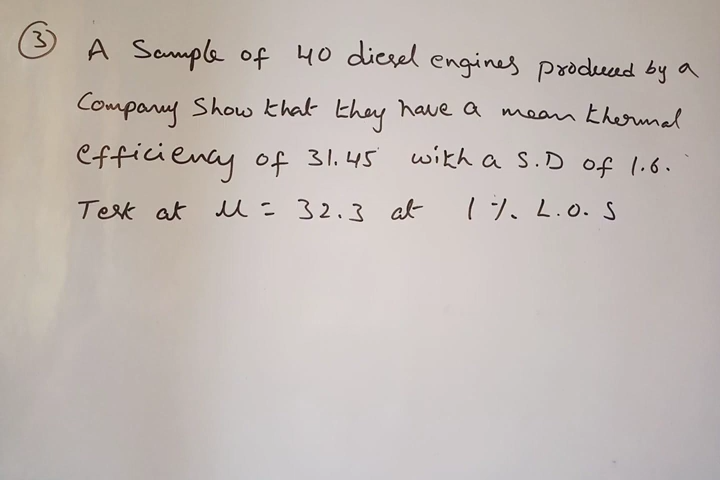 ③ A Sample of 40 diesel engines produced by a
Company Show that they have a mean thermal
efficiency of 31.45 with a S.D of 1.6.
Test at μ = 32.3 at 1 %. L.O.S